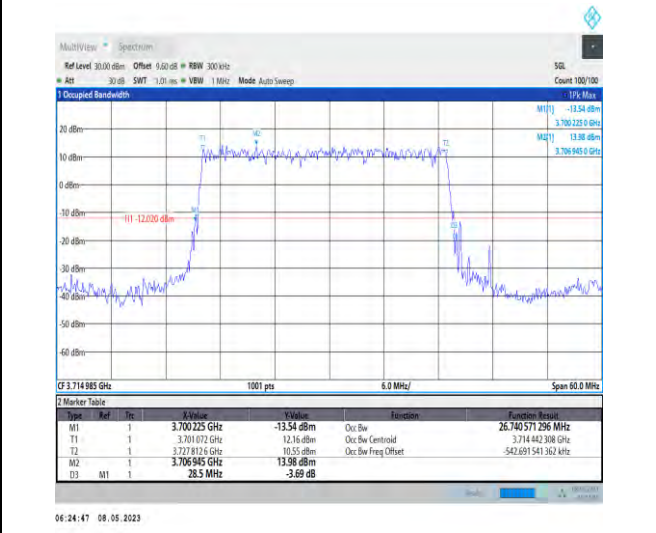 MultiView Spectrum
Ref Level 30.00 dBm Offset 9.60 dB RBW 300 kHz SGL
Att 30 dB SWT 1.01 ms VBW 1 MHz Mode Auto Sweep Count 100/100
1 Occupied Bandwidth 1Pk Max
M1[1] -13.54 dBm
3.700 225 0 GHz
M2[1] 13.98 dBm
3.706 945 0 GHz
20 dBm
T1 M2 T2
10 dBm
0 dBm
-10 dBm
M1
H1 -12.020 dBm
D3
-20 dBm
-30 dBm
-40 dBm
-50 dBm
-60 dBm
CF 3.714 985 GHz 1001 pts 6.0 MHz/ Span 60.0 MHz
2 Marker Table
Type Ref Trc X-Value Y-Value Function Function Result
M1 1 3.700 225 GHz -13.54 dBm Occ Bw 26.740 571 296 MHz
T1 1 3.701 072 GHz 12.16 dBm Occ Bw Centroid 3.714 442 308 GHz
T2 1 3.727 812 6 GHz 10.55 dBm Occ Bw Freq Offset -542.691 541 362 kHz
M2 1 3.706 945 GHz 13.98 dBm
D3 M1 1 28.5 MHz -3.69 dB
06:24:47 08.05.2023